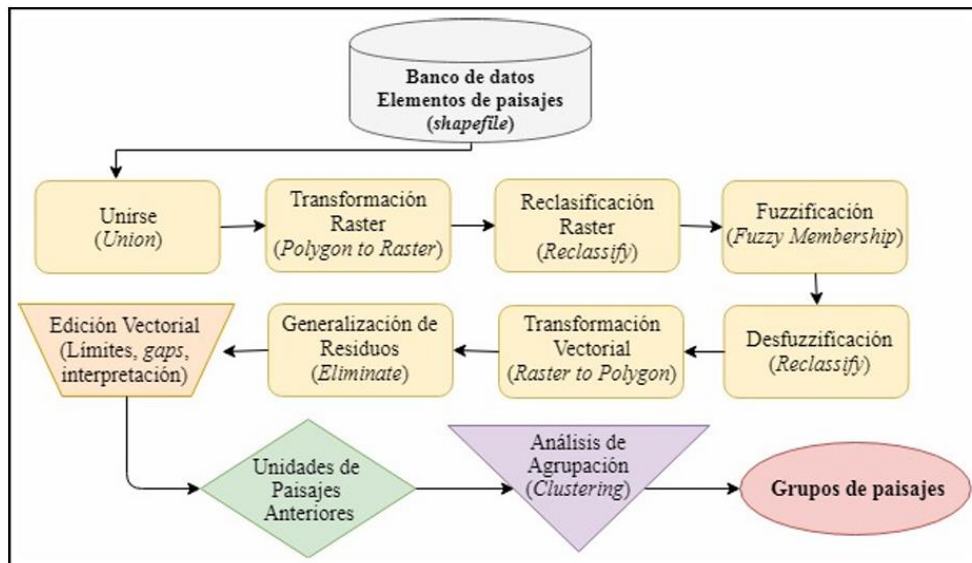 Banco de datos
Elementos de paisajes
(shapefile)
Unirse
(Union)
Transformación
Raster
(Polygon to Raster)
Reclasificación
Raster
(Reclassify)
Fuzzificación
(Fuzzy Membership)
Desfuzzificación
(Reclassify)
Transformación
Vectorial
(Raster to Polygon)
Generalización de
Residuos
(Eliminate)
Edición Vectorial
(Límites, gaps,
interpretación)
Unidades de
Paisajes
Anteriores
Análisis de
Agrupación
(Clustering)
Grupos de paisajes